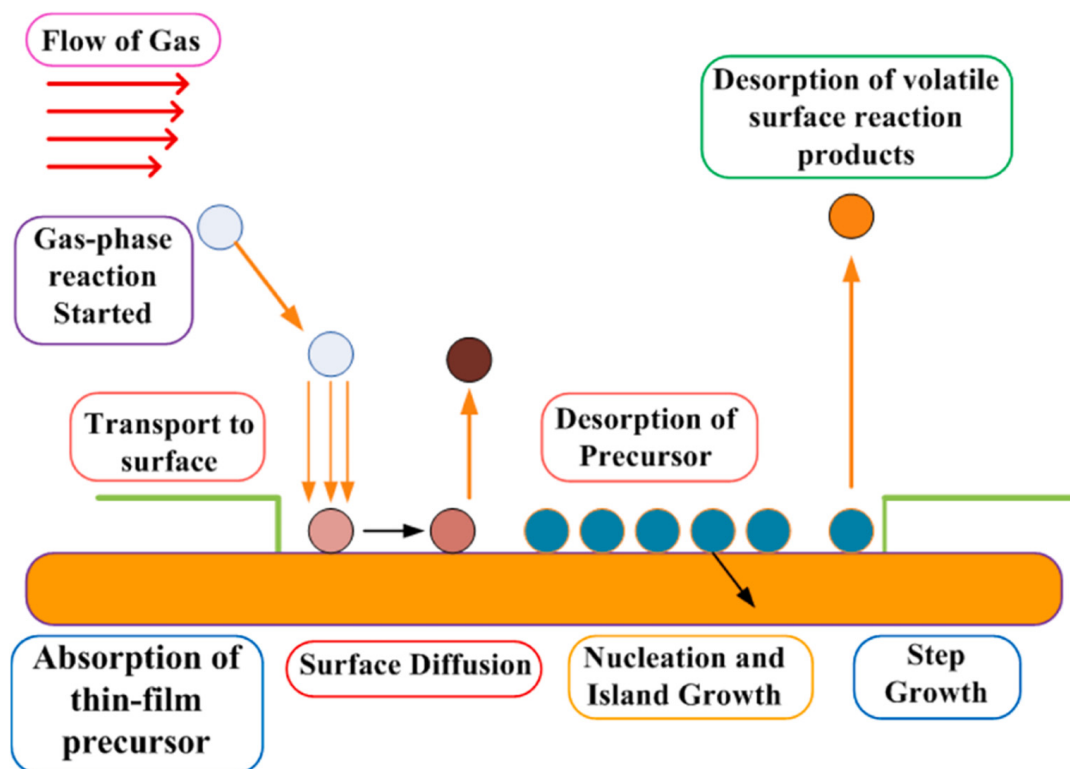 Flow of Gas
Desorption of volatile
surface reaction
products
Gas-phase
reaction
Started
Transport to
surface
Desorption of
Precursor
Absorption of
thin-film
precursor
Surface Diffusion
Nucleation and
Island Growth
Step
Growth